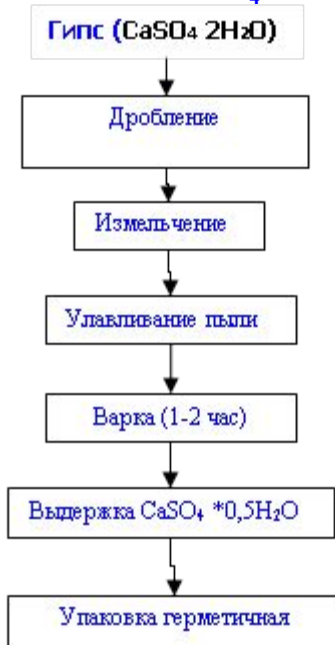 Гипс (CaSO₄ 2H₂O)
Дробление
Измельчение
Улавливание пыли
Варка (1-2 час)
Выдержка CaSO₄ *0,5H₂O
Упаковка герметичная